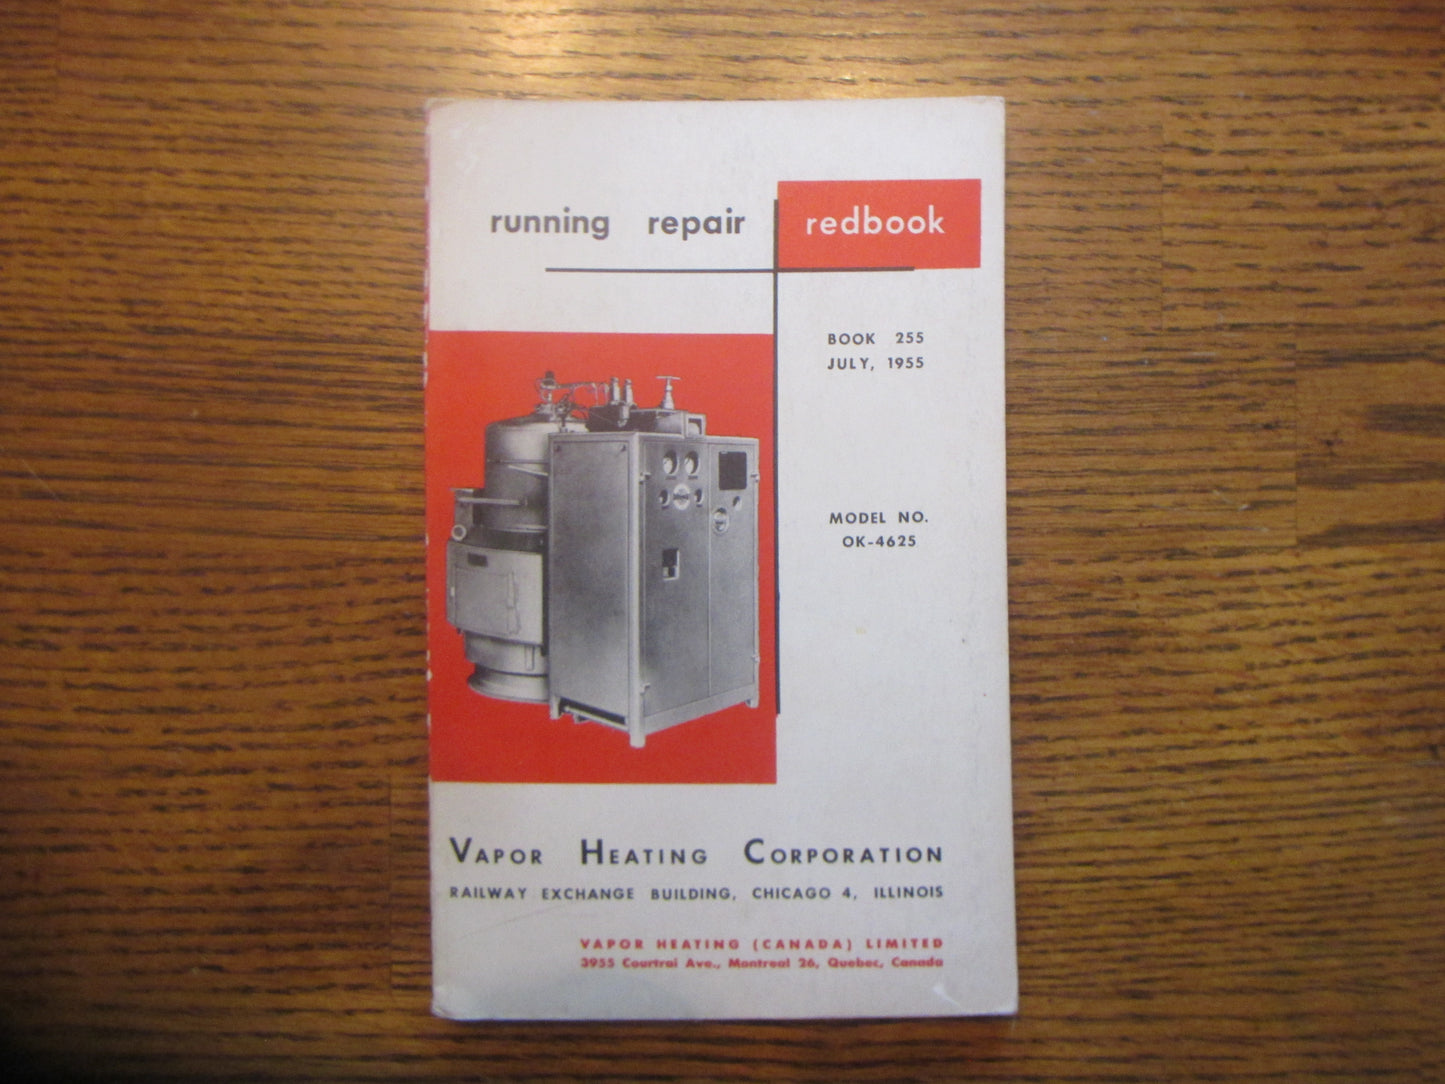 running repair redbook
BOOK 255
JULY, 1955
MODEL NO.
OK-4625
VAPOR HEATING CORPORATION
RAILWAY EXCHANGE BUILDING, CHICAGO 4, ILLINOIS
VAPOR HEATING (CANADA) LIMITED
3955 Courtrai Ave., Montreal 26, Quebec, Canada